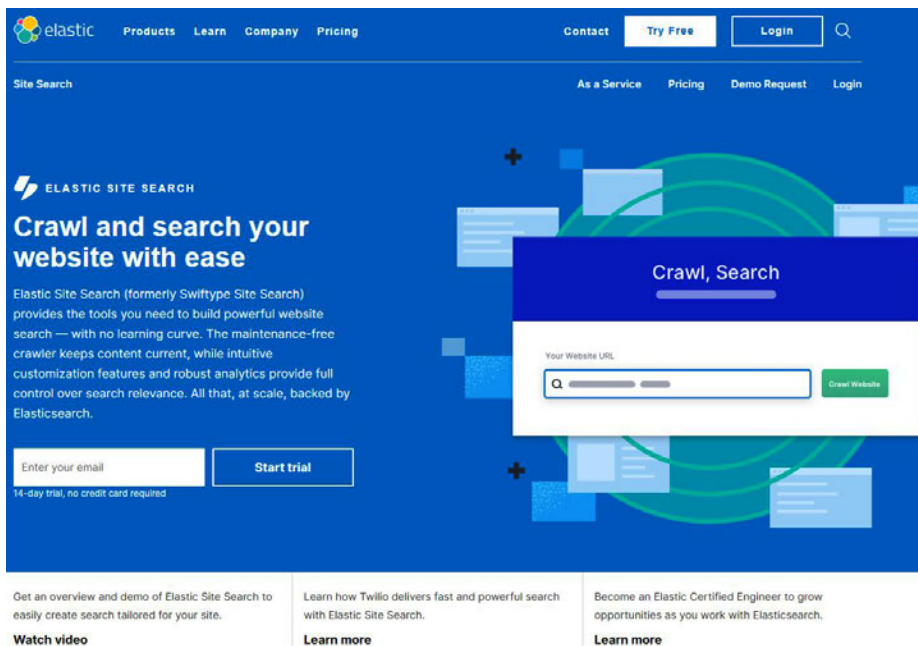 elastic Products Learn Company Pricing Contact Try Free Login
Site Search As a Service Pricing Demo Request Login
ELASTIC SITE SEARCH
Crawl and search your
website with ease
Elastic Site Search (formerly Swiftype Site Search)
provides the tools you need to build powerful website
search — with no learning curve. The maintenance-free
crawler keeps content current, while intuitive
customization features and robust analytics provide full
control over search relevance. All that, at scale, backed by
Elasticsearch.
Enter your email Start trial
14-day trial, no credit card required
Crawl, Search
Your Website URL
Crawl Website
Get an overview and demo of Elastic Site Search to
easily create search tailored for your site.
Watch video
Learn how Twilio delivers fast and powerful search
with Elastic Site Search.
Learn more
Become an Elastic Certified Engineer to grow
opportunities as you work with Elasticsearch.
Learn more